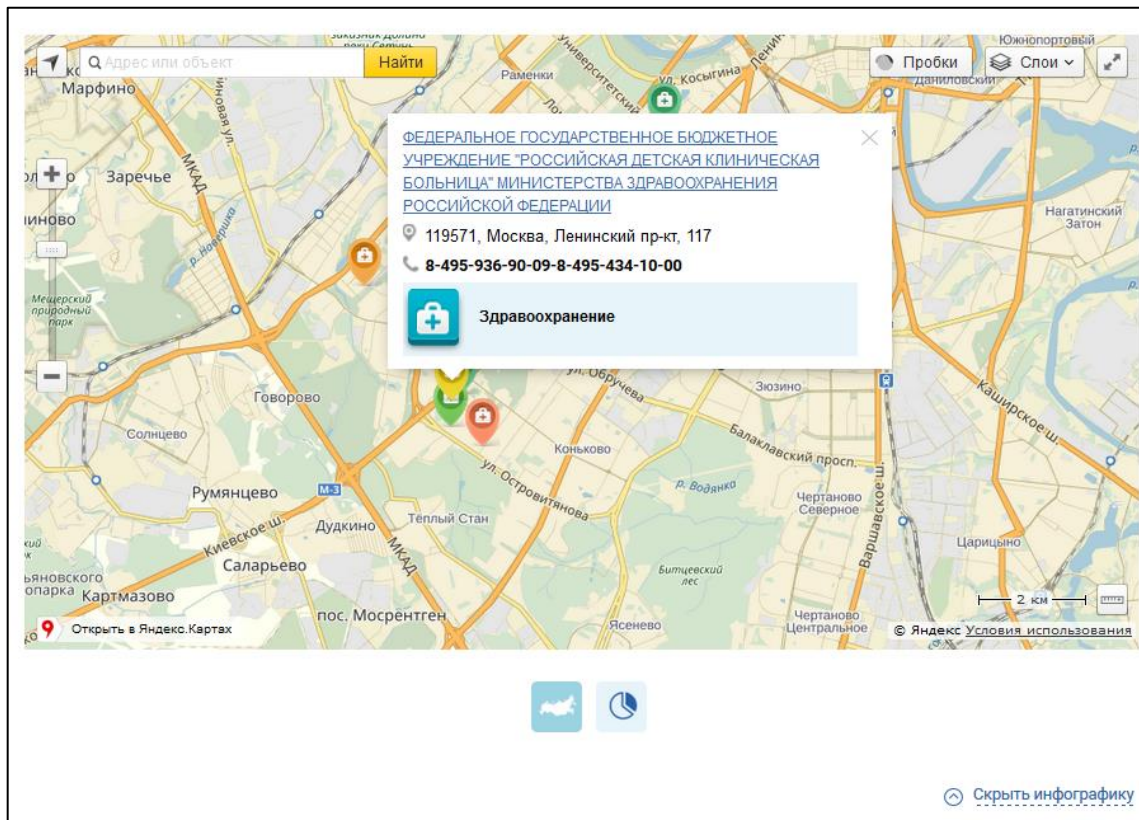 Южнопортовый
Адрес или объект
Найти
Раменки
Университетский
ул. Косыгина
Пробки
Слои
Даниловский
Марфино
МКАД
Заречье
р. Новершка
Нагатинский
Затон
ФЕДЕРАЛЬНОЕ ГОСУДАРСТВЕННОЕ БЮДЖЕТНОЕ
УЧРЕЖДЕНИЕ "РОССИЙСКАЯ ДЕТСКАЯ КЛИНИЧЕСКАЯ
БОЛЬНИЦА" МИНИСТЕРСТВА ЗДРАВООХРАНЕНИЯ
РОССИЙСКОЙ ФЕДЕРАЦИИ
119571, Москва, Ленинский пр-кт, 117
8-495-936-90-09-8-495-434-10-00
Здравоохранение
Мещерский
природный
парк
ул. Обручева
Зюзино
Говорово
Каширское ш.
Солнцево
Коньково
Балаклавский просп.
Румянцево
М-3
ул. Островитянова
р. Водянка
Чертаново
Северное
Варшавское ш.
Дудкино
Тёплый Стан
Киевское ш.
МКАД
Царицыно
Саларьево
Битцевский
лес
Картмазово
2 км
пос. Мосрентген
Ясенево
Чертаново
Центральное
Открыть в Яндекс.Картах
© Яндекс Условия использования
Скрыть инфографику